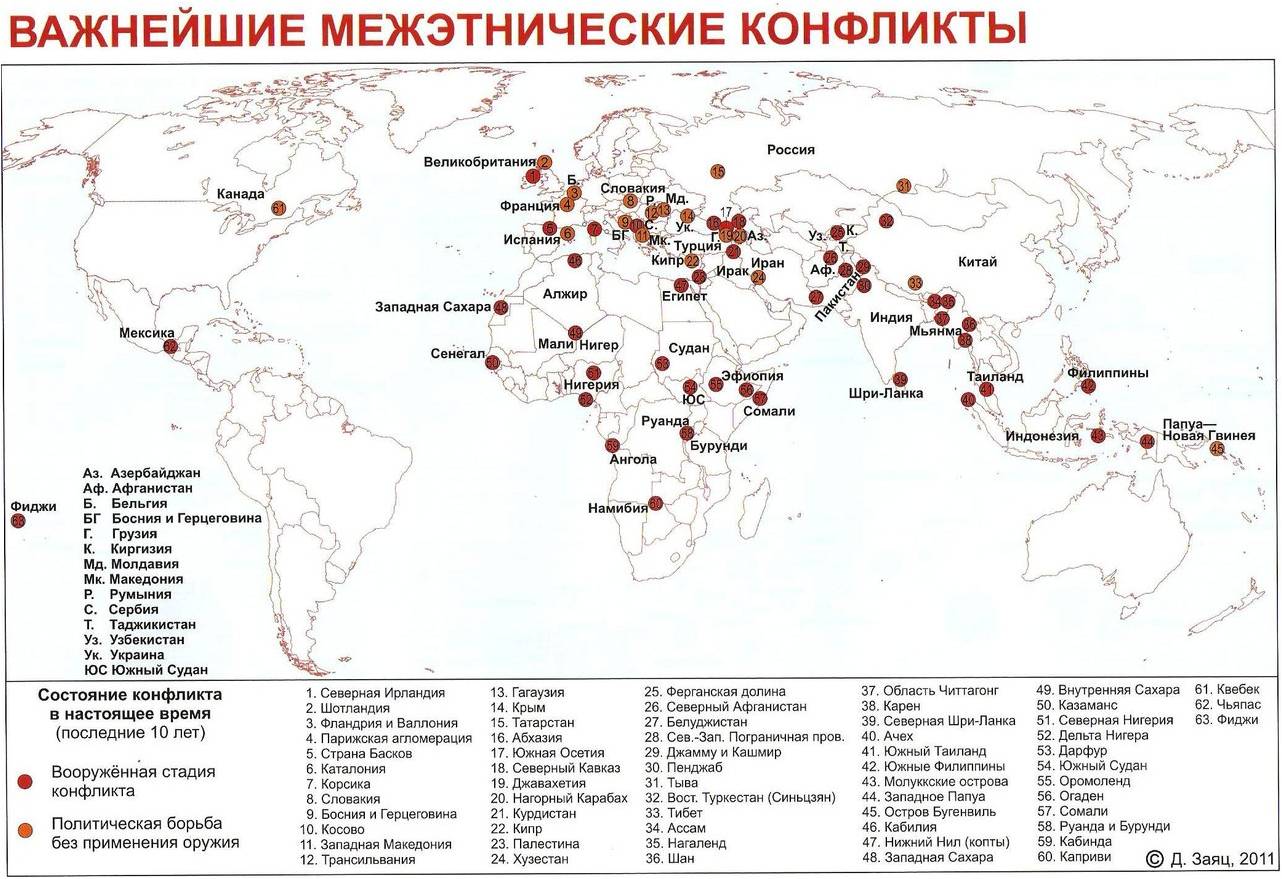 ВАЖНЕЙШИЕ МЕЖЭТНИЧЕСКИЕ КОНФЛИКТЫ
Россия
Великобритания 2
1
Б.
3
Словакия
8
15
31
Канада
61
Франция 4
Р.
12
13
Мд.
14
Ук.
17
16
18
32
Испания
5
6
7
9
10
С.
БГ
11
Мк.
Турция
Г.
19
20
Аз.
Уз.
25
К.
Т.
21
Кипр 22
Ирак
Иран
24
26
Аф.
28
29
30
Китай
33
46
23
47
Египет
27
Пакистан
Алжир
Западная Сахара 48
Индия
34
35
37
Мьянма
36
38
Мексика
62
49
Мали
Нигер
Судан
53
Сенегал
50
51
Нигерия
52
54
ЮС
55
Эфиопия
56
57
Сомали
39
Шри-Ланка
Таиланд
41
40
Филиппины
42
Руанда
58
Бурунди
59
Ангола
Индонезия
43
44
Папуа—
Новая Гвинея
45
Намибия 60
Фиджи
63
Аз. Азербайджан
Аф. Афганистан
Б. Бельгия
БГ Босния и Герцеговина
Г. Грузия
К. Киргизия
Мд. Молдавия
Мк. Македония
Р. Румыния
С. Сербия
Т. Таджикистан
Уз. Узбекистан
Ук. Украина
ЮС Южный Судан
Состояние конфликта
в настоящее время
(последние 10 лет)
Вооружённая стадия
конфликта
Политическая борьба
без применения оружия
1. Северная Ирландия
2. Шотландия
3. Фландрия и Валлония
4. Парижская агломерация
5. Страна Басков
6. Каталония
7. Корсика
8. Словакия
9. Босния и Герцеговина
10. Косово
11. Западная Македония
12. Трансильвания
13. Гагаузия
14. Крым
15. Татарстан
16. Абхазия
17. Южная Осетия
18. Северный Кавказ
19. Джавахетия
20. Нагорный Карабах
21. Курдистан
22. Кипр
23. Палестина
24. Хузестан
25. Ферганская долина
26. Северный Афганистан
27. Белуджистан
28. Сев.-Зап. Пограничная пров.
29. Джамму и Кашмир
30. Пенджаб
31. Тыва
32. Вост. Туркестан (Синьцзян)
33. Тибет
34. Ассам
35. Нагаленд
36. Шан
37. Область Читтагонг
38. Карен
39. Северная Шри-Ланка
40. Ачех
41. Южный Таиланд
42. Южные Филиппины
43. Молуккские острова
44. Западное Папуа
45. Остров Бугенвиль
46. Кабилия
47. Нижний Нил (копты)
48. Западная Сахара
49. Внутренняя Сахара
50. Казаманс
51. Северная Нигерия
52. Дельта Нигера
53. Дарфур
54. Южный Судан
55. Оромоленд
56. Огаден
57. Сомали
58. Руанда и Бурунди
59. Кабинда
60. Каприви
61. Квебек
62. Чьяпас
63. Фиджи
© Д. Заяц, 2011